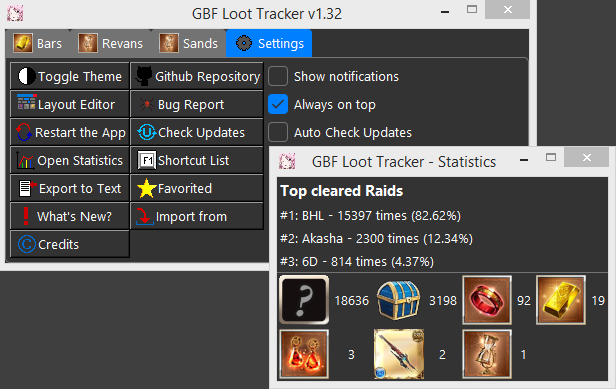 GBF Loot Tracker v1.32
Bars Revans Sands Settings
Toggle Theme Github Repository Show notifications
Layout Editor Bug Report Always on top
Restart the App Check Updates Auto Check Updates
Open Statistics F1 Shortcut List
Export to Text Favorited
What's New? Import from
Credits
GBF Loot Tracker - Statistics
Top cleared Raids
#1: BHL - 15397 times (82.62%)
#2: Akasha - 2300 times (12.34%)
#3: 6D - 814 times (4.37%)
? 18636 3198 92 19
3 2 1